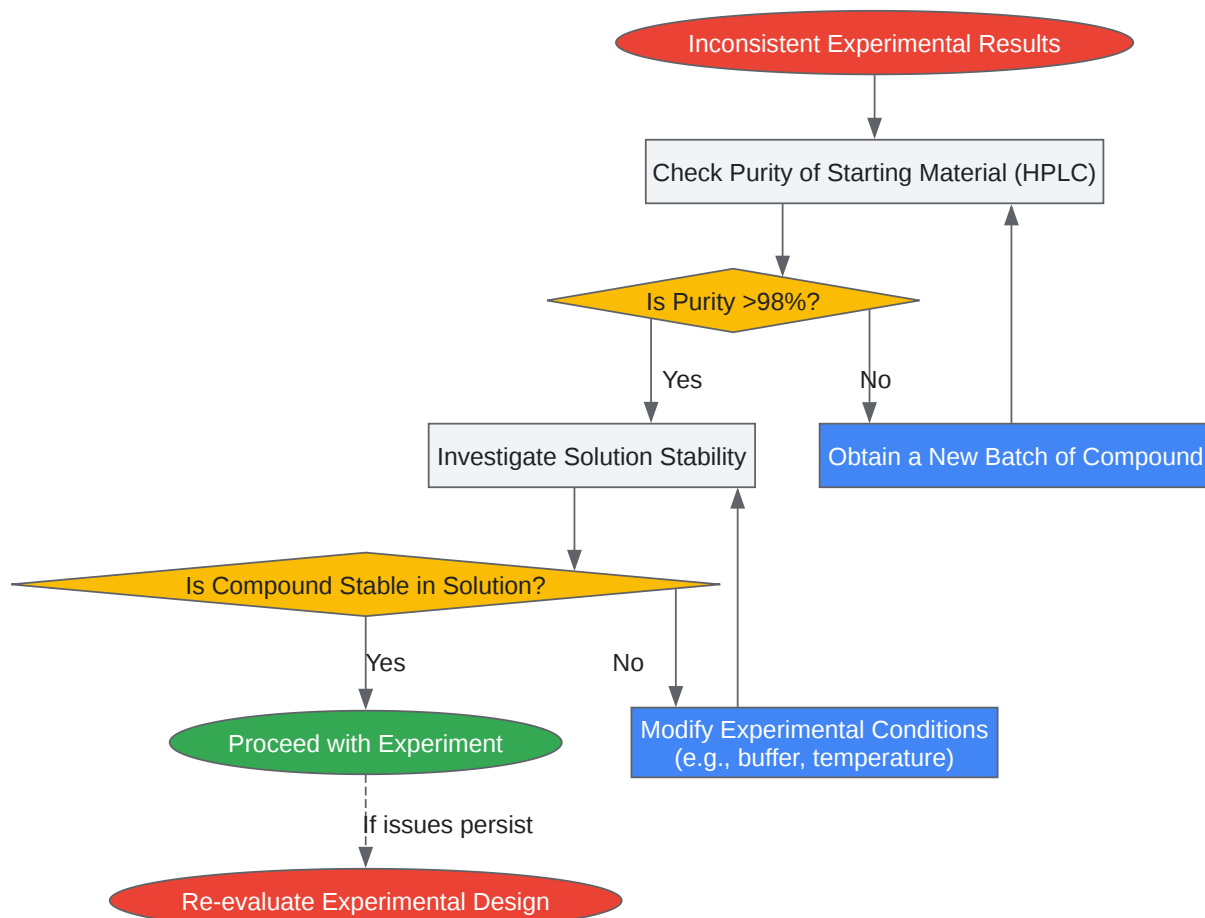 Inconsistent Experimental Results
Check Purity of Starting Material (HPLC)
Is Purity >98%?
Yes
No
Investigate Solution Stability
Obtain a New Batch of Compound
Is Compound Stable in Solution?
Yes
No
Proceed with Experiment
Modify Experimental Conditions
(e.g., buffer, temperature)
If issues persist
Re-evaluate Experimental Design